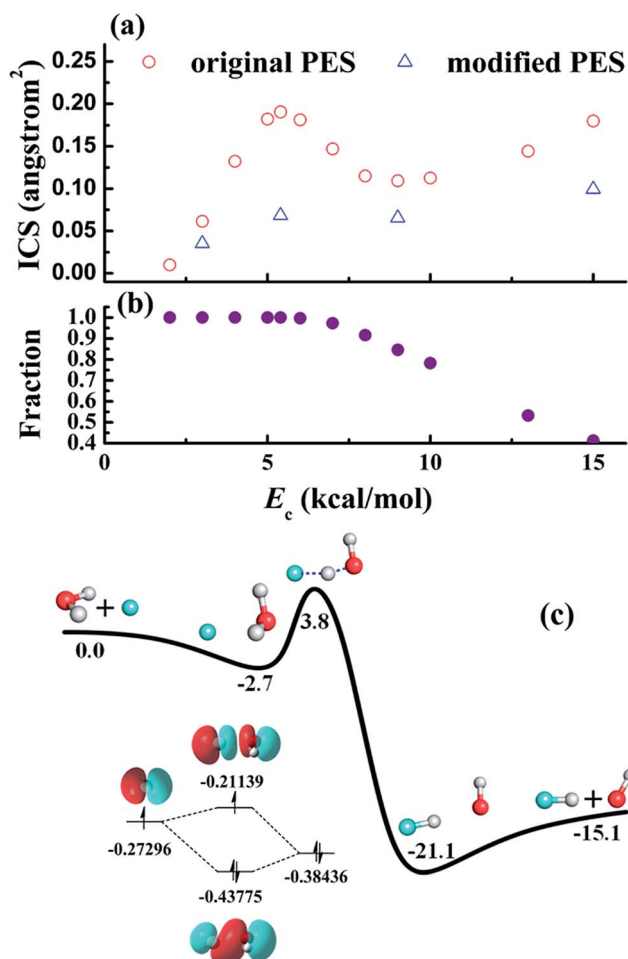 (a)
original PES
modified PES
ICS (angstrom²)
0.25
0.20
0.15
0.10
0.05
0.00
(b)
Fraction
1.0
0.9
0.8
0.7
0.6
0.5
0.4
0 5 10 15
E_c (kcal/mol)
(c)
+
0.0
-2.7
3.8
-21.1
+
-15.1
-0.21139
-0.27296
-0.38436
-0.43775